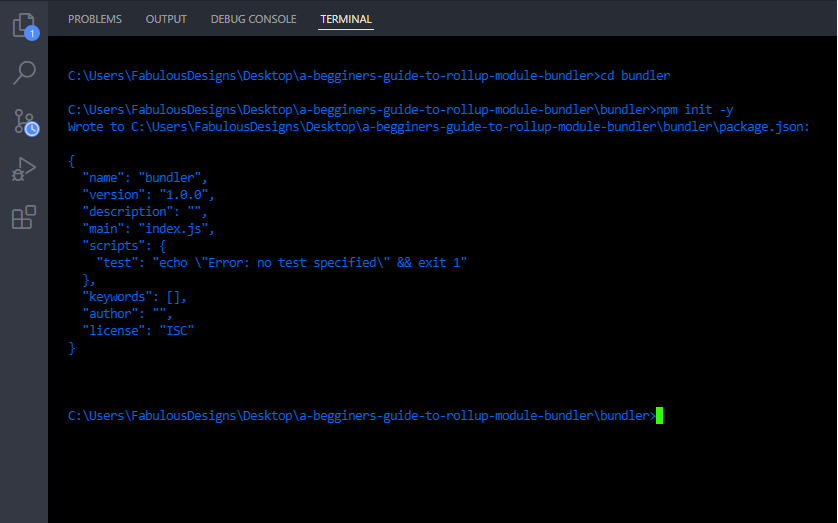 PROBLEMS OUTPUT DEBUG CONSOLE TERMINAL
1
C:\Users\FabulousDesigns\Desktop\a-begginers-guide-to-rollup-module-bundler>cd bundler
C:\Users\FabulousDesigns\Desktop\a-begginers-guide-to-rollup-module-bundler\bundler>npm init -y
Wrote to C:\Users\FabulousDesigns\Desktop\a-begginers-guide-to-rollup-module-bundler\bundler\package.json:
{
  "name": "bundler",
  "version": "1.0.0",
  "description": "",
  "main": "index.js",
  "scripts": {
    "test": "echo \"Error: no test specified\" && exit 1"
  },
  "keywords": [],
  "author": "",
  "license": "ISC"
}
C:\Users\FabulousDesigns\Desktop\a-begginers-guide-to-rollup-module-bundler\bundler>